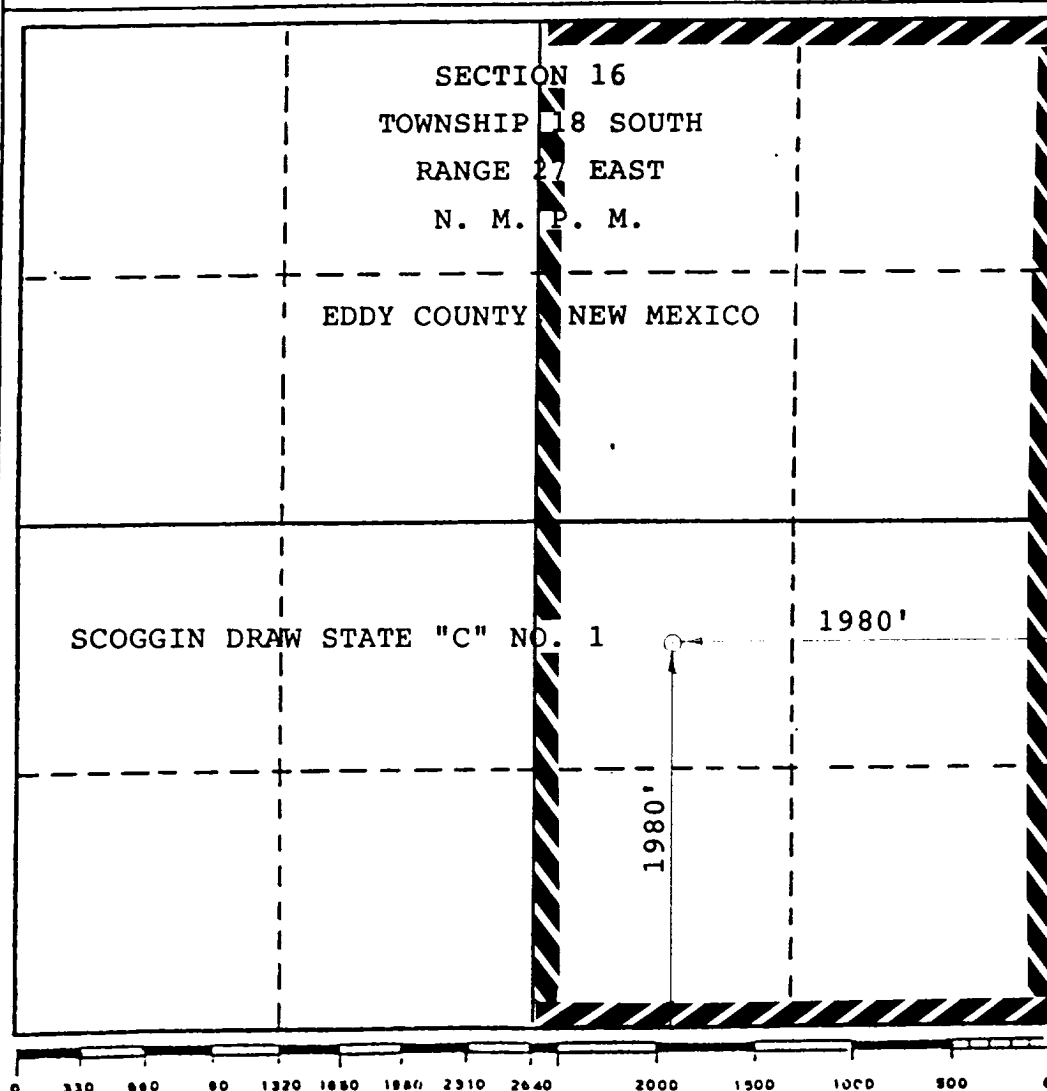 SECTION 16
TOWNSHIP 18 SOUTH
RANGE 27 EAST
N. M. P. M.
EDDY COUNTY NEW MEXICO
SCOGGIN DRAW STATE "C" NO. 1
1980'
1980'
0 330 660 90 1320 1650 1980 2310 2640 2000 1500 1000 500 0